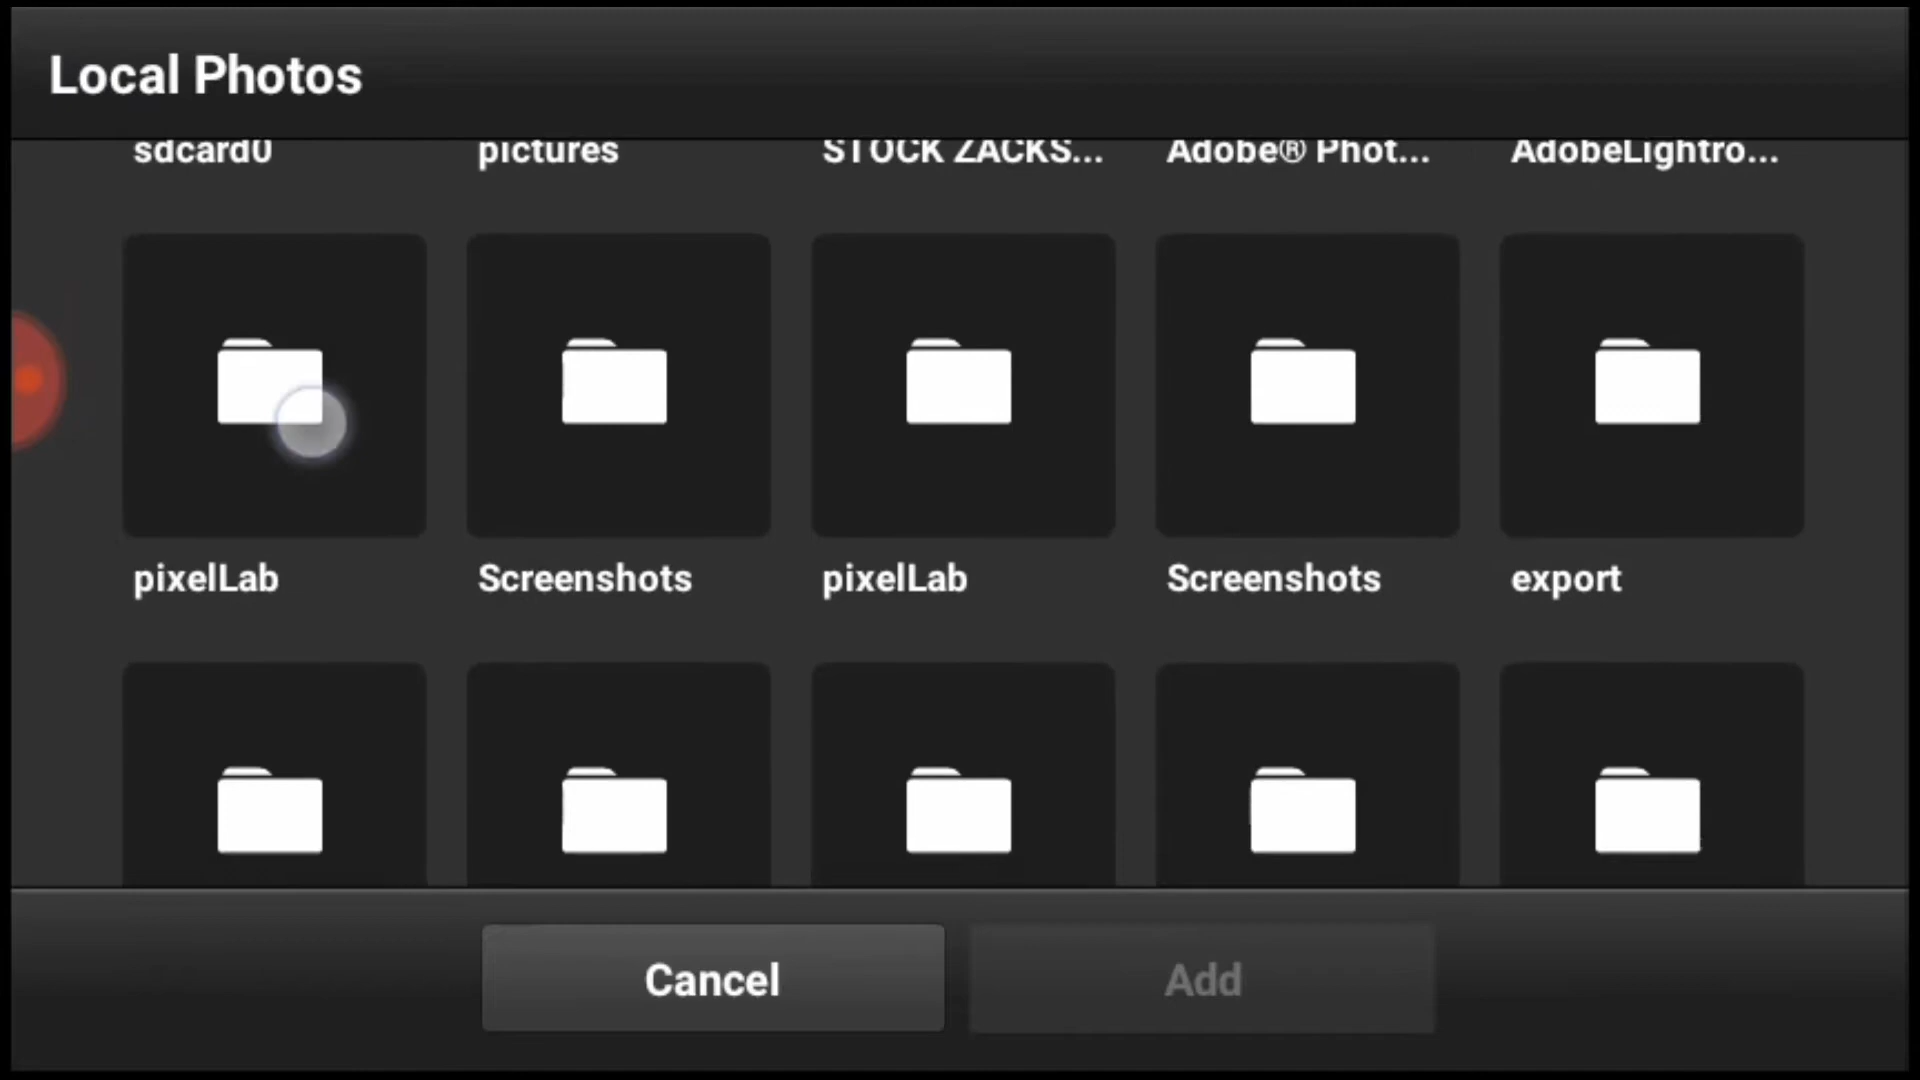 Local Photos
sdcard0 pictures STOCK ZACKS... Adobe® Phot... AdobeLightro...
pixelLab Screenshots pixelLab Screenshots export
Cancel Add